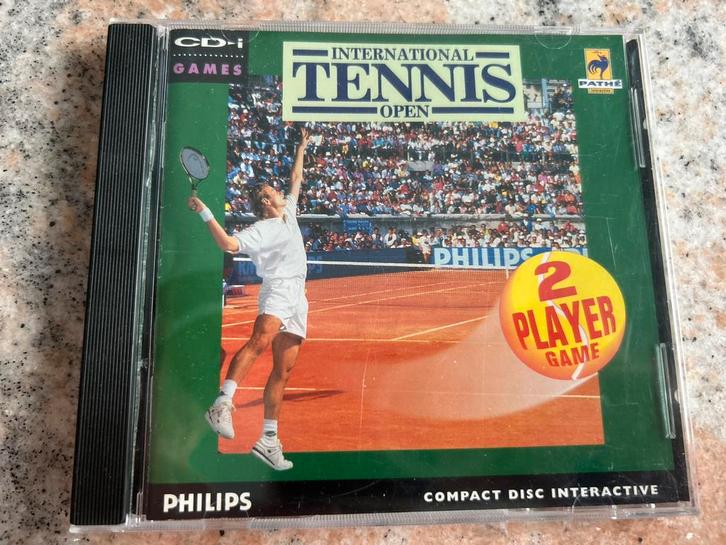 CD-i
GAMES
INTERNATIONAL
TENNIS
OPEN
PATHÉ
PHILIPS
2
PLAYER
GAME
PHILIPS
COMPACT DISC INTERACTIVE